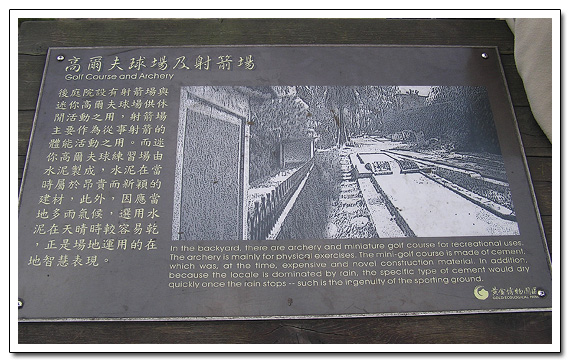 高爾夫球場及射箭場
Golf Course and Archery
後庭院設有射箭場與
迷你高爾夫球場供休
閒活動之用，射箭場
主要作為從事射箭的
體能活動之用。而迷
你高爾夫球練習場由
水泥製成，水泥在當
時屬於昂貴而新穎的
建材，此外，因應當
地多雨氣候，選用水
泥在天晴時較容易乾
，正是場地運用的在
地智慧表現。
In the backyard, there are archery and miniature golf course for recreational uses.
The archery is mainly for physical exercises. The mini-golf course is made of cement,
which was, at the time, expensive and novel construction material. In addition,
because the locale is dominated by rain, the specific type of cement would dry
quickly once the rain stops -- such is the ingenuity of the sporting ground.
黃金博物園區
GOLD ECOLOGICAL PARK